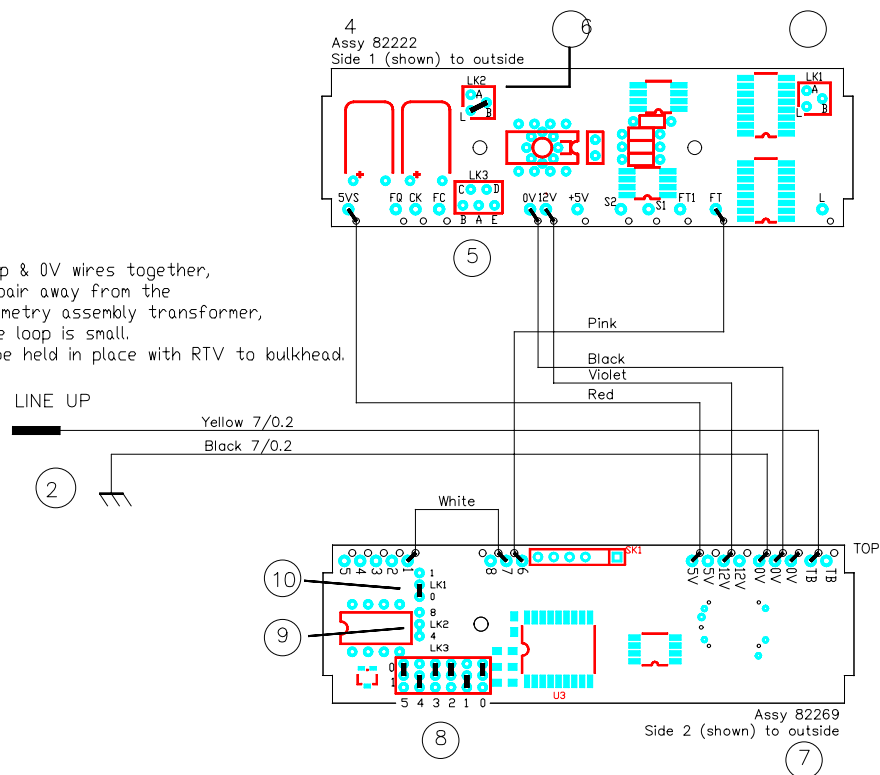 4
6
Assy 82222
Side 1 (shown) to outside
LK2
A
L
B
LK1
A
L
B
LK3
C
D
B
A
E
5VS
FQ
CK
FC
0V
12V
+5V
S2
S1
FT1
FT
L
5
p & 0V wires together,
pair away from the
metry assembly transformer,
e loop is small.
be held in place with RTV to bulkhead.
Pink
Black
Violet
Red
LINE UP
Yellow 7/0.2
Black 7/0.2
2
White
TOP
5
4
3
2
1
8
7
6
SK1
5V
5V
12V
12V
0V
0V
0V
TB
TB
10
1
LK1
0
9
8
LK2
4
LK3
0
1
5 4 3 2 1 0
U3
8
Assy 82269
Side 2 (shown) to outside
7